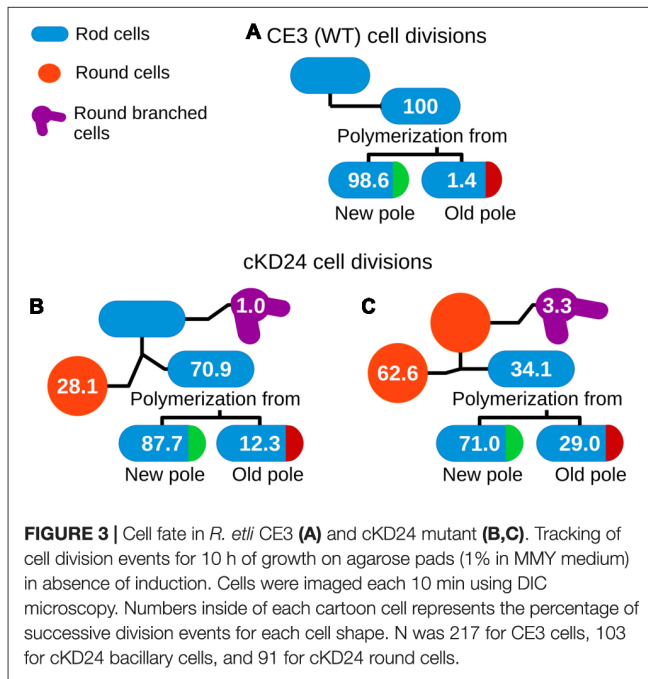 Rod cells
Round cells
Round branched
cells
A CE3 (WT) cell divisions
100
Polymerization from
98.6 1.4
New pole Old pole
cKD24 cell divisions
B
1.0
28.1
70.9
Polymerization from
87.7 12.3
New pole Old pole
C
3.3
62.6
34.1
Polymerization from
71.0 29.0
New pole Old pole
FIGURE 3 | Cell fate in R. etli CE3 (A) and cKD24 mutant (B,C). Tracking of
cell division events for 10 h of growth on agarose pads (1% in MMY medium)
in absence of induction. Cells were imaged each 10 min using DIC
microscopy. Numbers inside of each cartoon cell represents the percentage of
successive division events for each cell shape. N was 217 for CE3 cells, 103
for cKD24 bacillary cells, and 91 for cKD24 round cells.